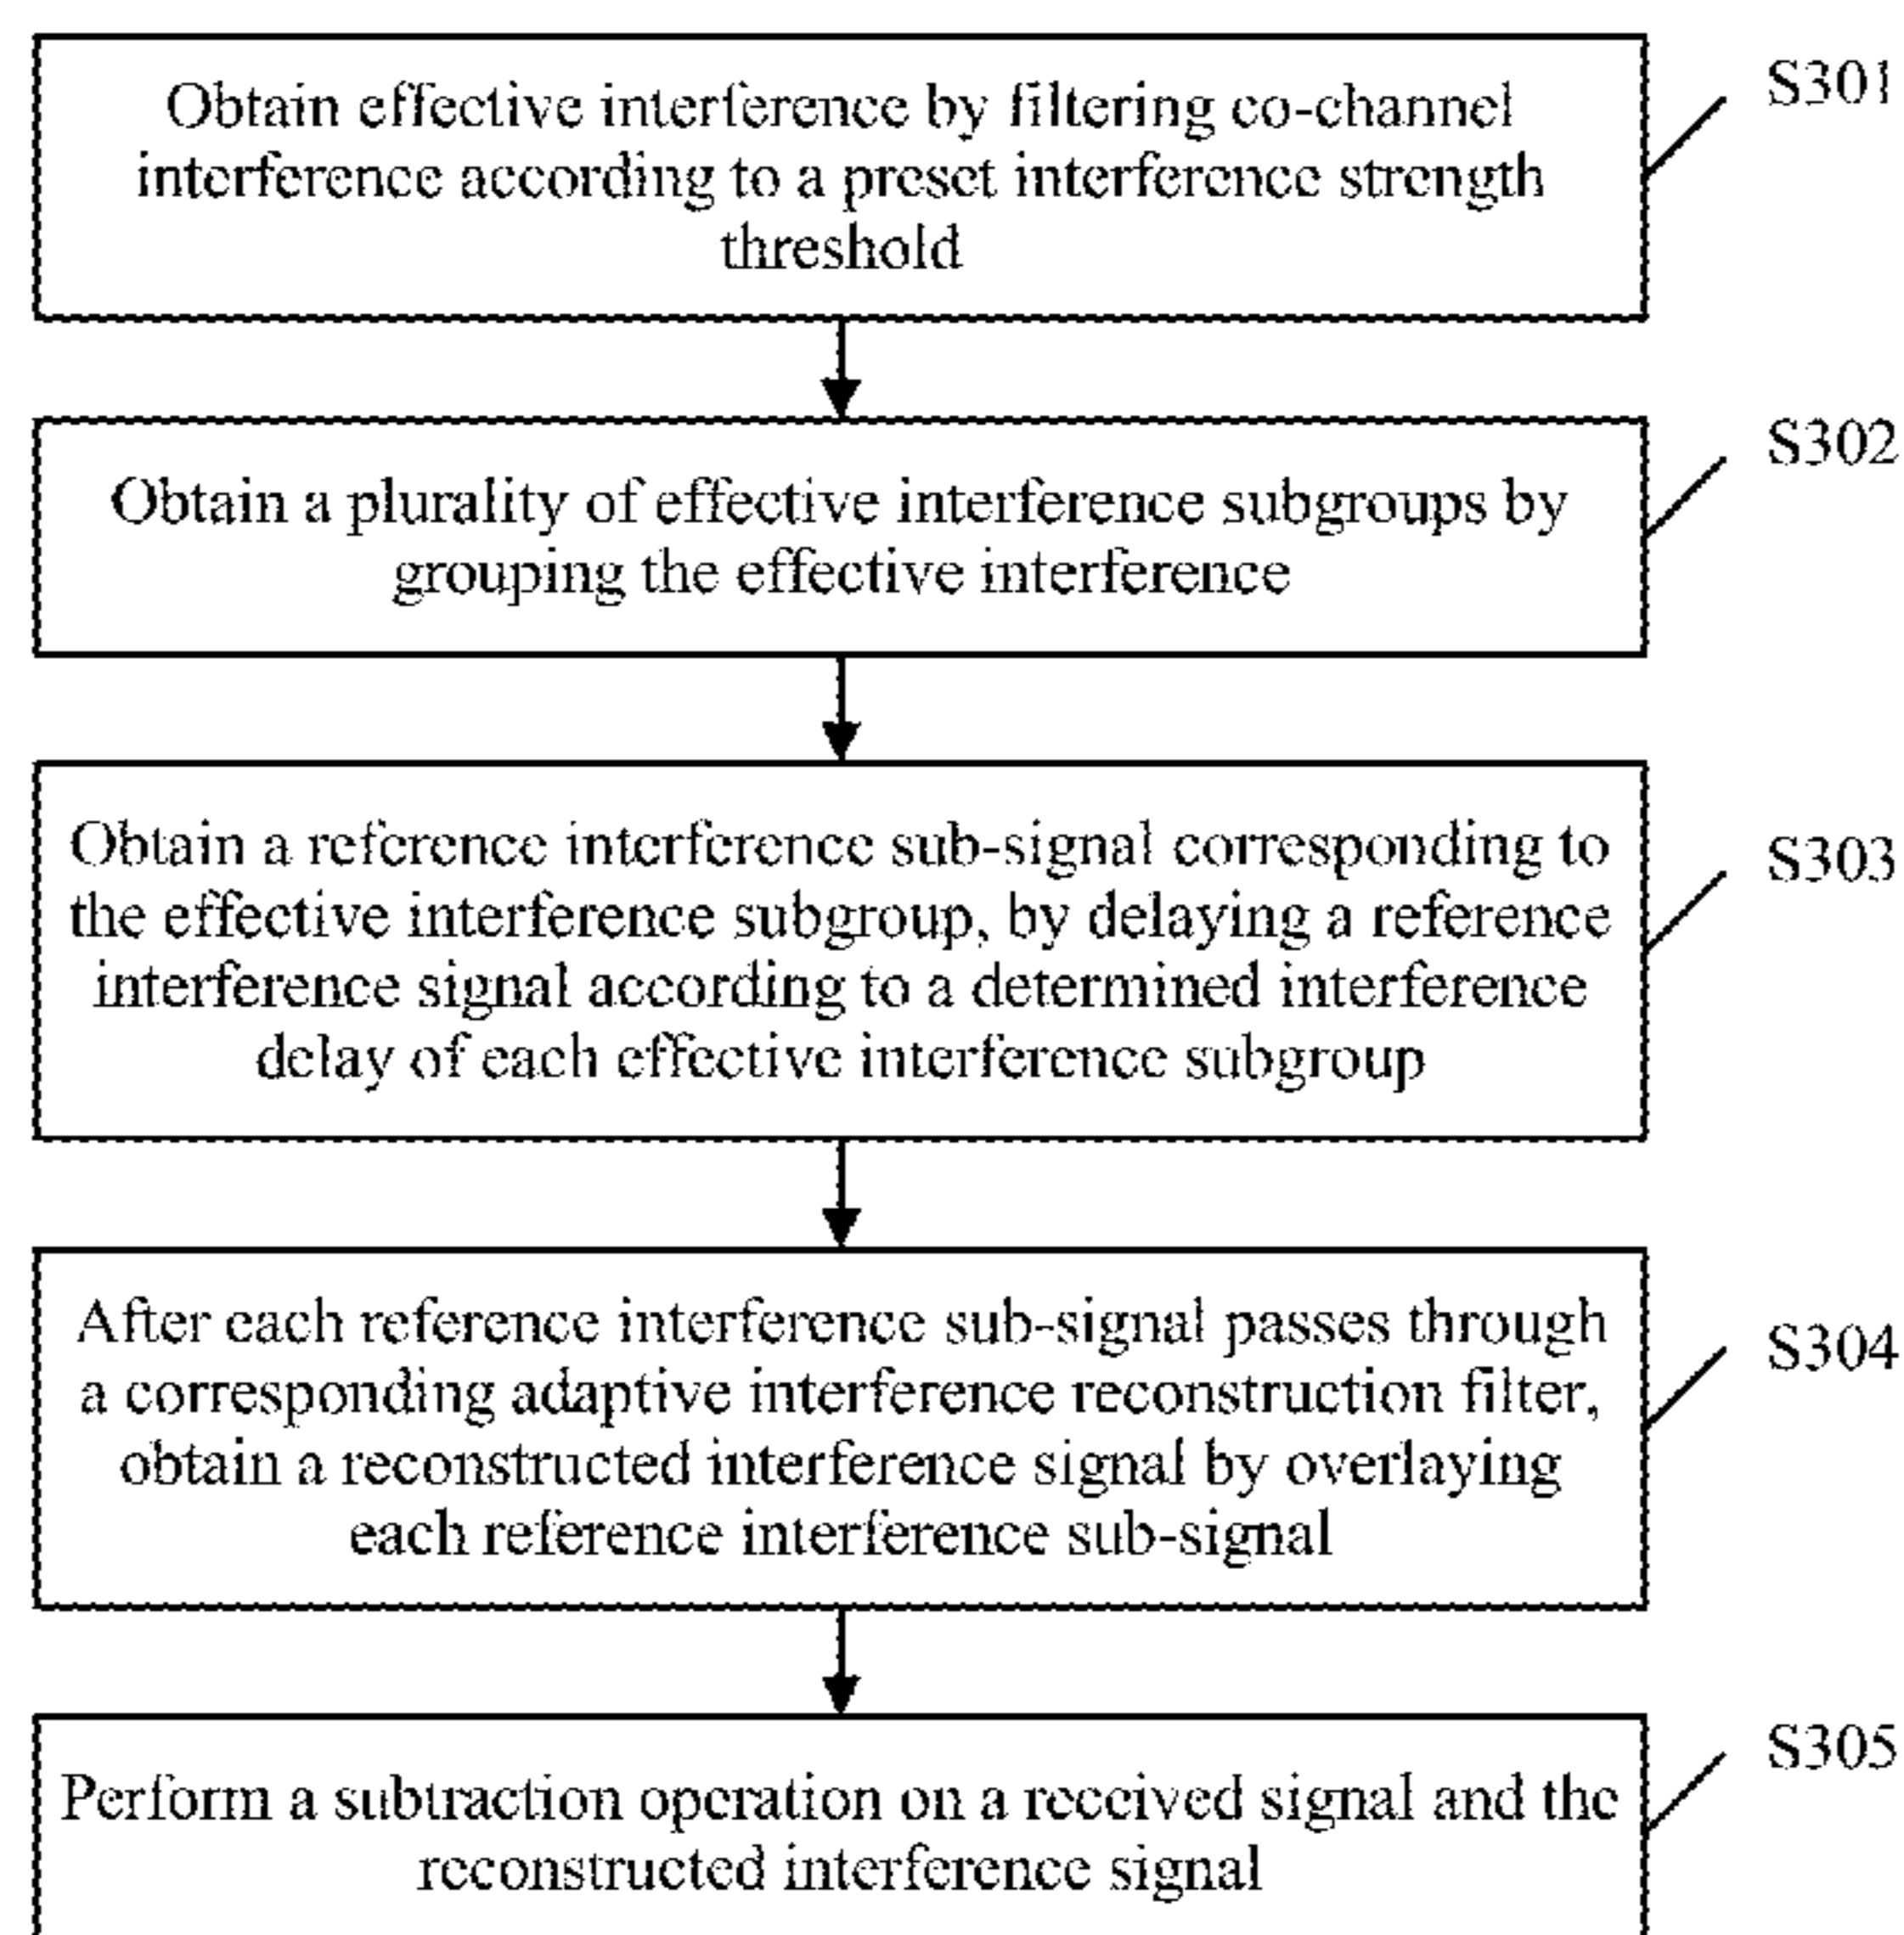 Obtain effective interference by filtering co-channel
interference according to a preset interference strength
threshold
S301
Obtain a plurality of effective interference subgroups by
grouping the effective interference
S302
Obtain a reference interference sub-signal corresponding to
the effective interference subgroup, by delaying a reference
interference signal according to a determined interference
delay of each effective interference subgroup
S303
After each reference interference sub-signal passes through
a corresponding adaptive interference reconstruction filter,
obtain a reconstructed interference signal by overlaying
each reference interference sub-signal
S304
Perform a subtraction operation on a received signal and the
reconstructed interference signal
S305